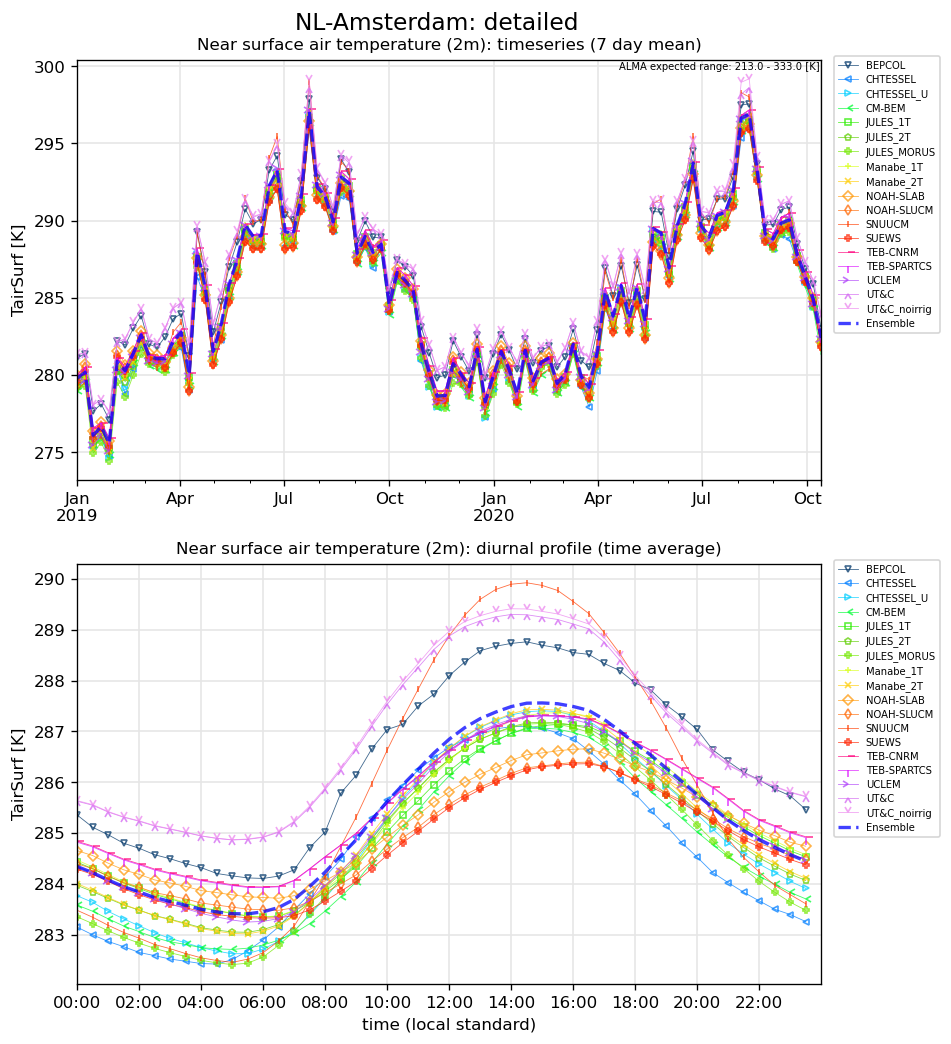 NL-Amsterdam: detailed
Near surface air temperature (2m): timeseries (7 day mean)
ALMA expected range: 213.0 - 333.0 [K]
TairSurf [K]
300
295
290
285
280
275
Jan
2019
Apr
Jul
Oct
Jan
2020
Apr
Jul
Oct
BEPCOL
CHTESSEL
CHTESSEL_U
CM-BEM
JULES_1T
JULES_2T
JULES_MORUS
Manabe_1T
Manabe_2T
NOAH-SLAB
NOAH-SLUCM
SNUUCM
SUEWS
TEB-CNRM
TEB-SPARTCS
UCLEM
UT&C
UT&C_noirrig
Ensemble
Near surface air temperature (2m): diurnal profile (time average)
TairSurf [K]
290
289
288
287
286
285
284
283
00:00 02:00 04:00 06:00 08:00 10:00 12:00 14:00 16:00 18:00 20:00 22:00
time (local standard)
BEPCOL
CHTESSEL
CHTESSEL_U
CM-BEM
JULES_1T
JULES_2T
JULES_MORUS
Manabe_1T
Manabe_2T
NOAH-SLAB
NOAH-SLUCM
SNUUCM
SUEWS
TEB-CNRM
TEB-SPARTCS
UCLEM
UT&C
UT&C_noirrig
Ensemble